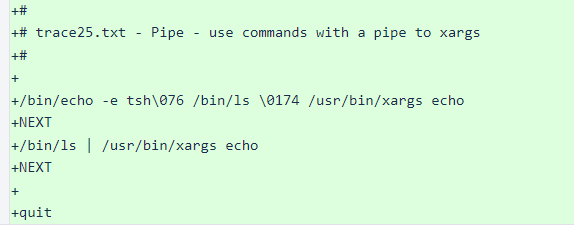 +#
+# trace25.txt - Pipe - use commands with a pipe to xargs
+#
+
+/bin/echo -e tsh\076 /bin/ls \0174 /usr/bin/xargs echo
+NEXT
+/bin/ls | /usr/bin/xargs echo
+NEXT
+
+quit